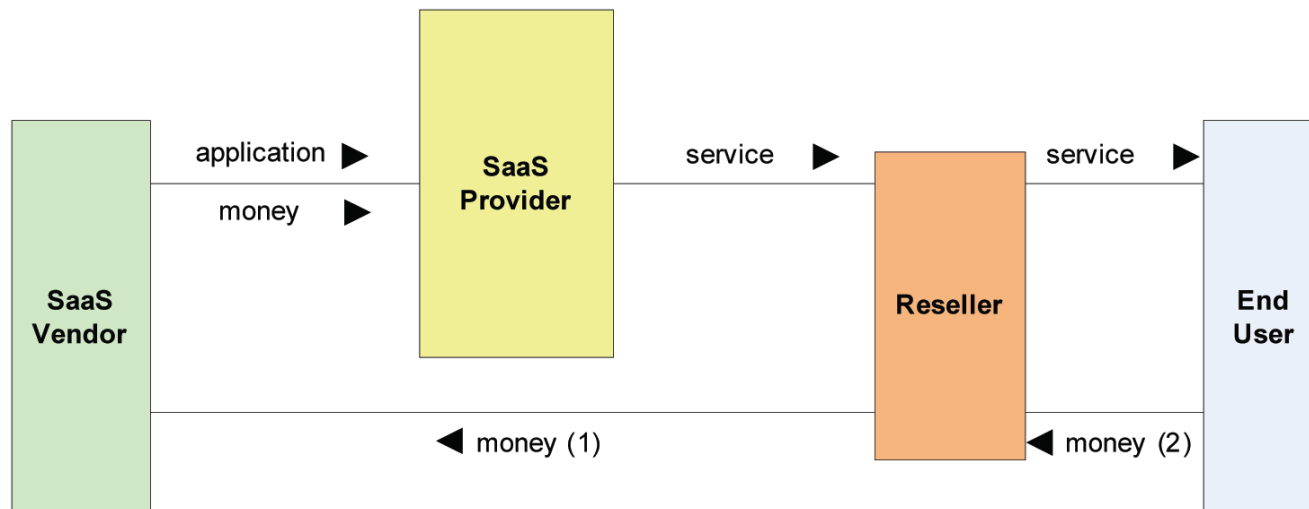 application
money
SaaS
Provider
service
service
SaaS
Vendor
Reseller
End
User
money (1)
money (2)